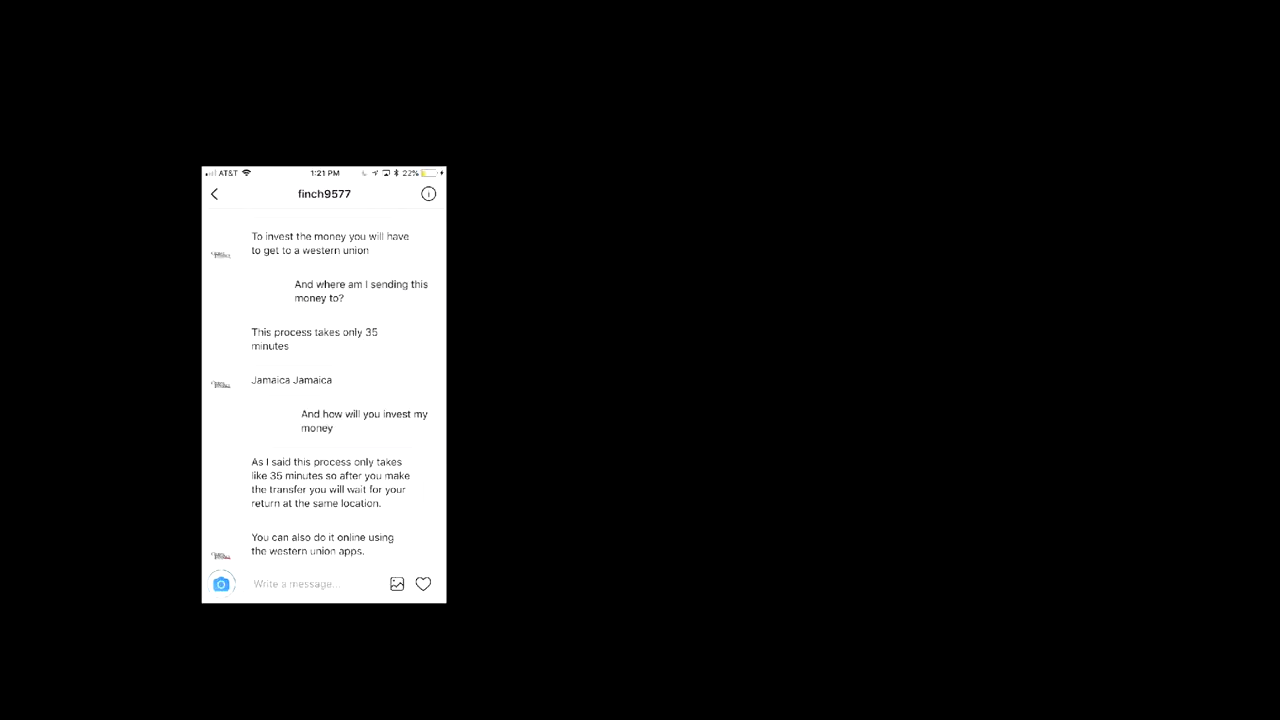 AT&T 1:21 PM 22%
finch9577
To invest the money you will have
to get to a western union
And where am I sending this
money to?
This process takes only 35
minutes
Jamaica Jamaica
And how will you invest my
money
As I said this process only takes
like 35 minutes so after you make
the transfer you will wait for your
return at the same location.
You can also do it online using
the western union apps.
Write a message...